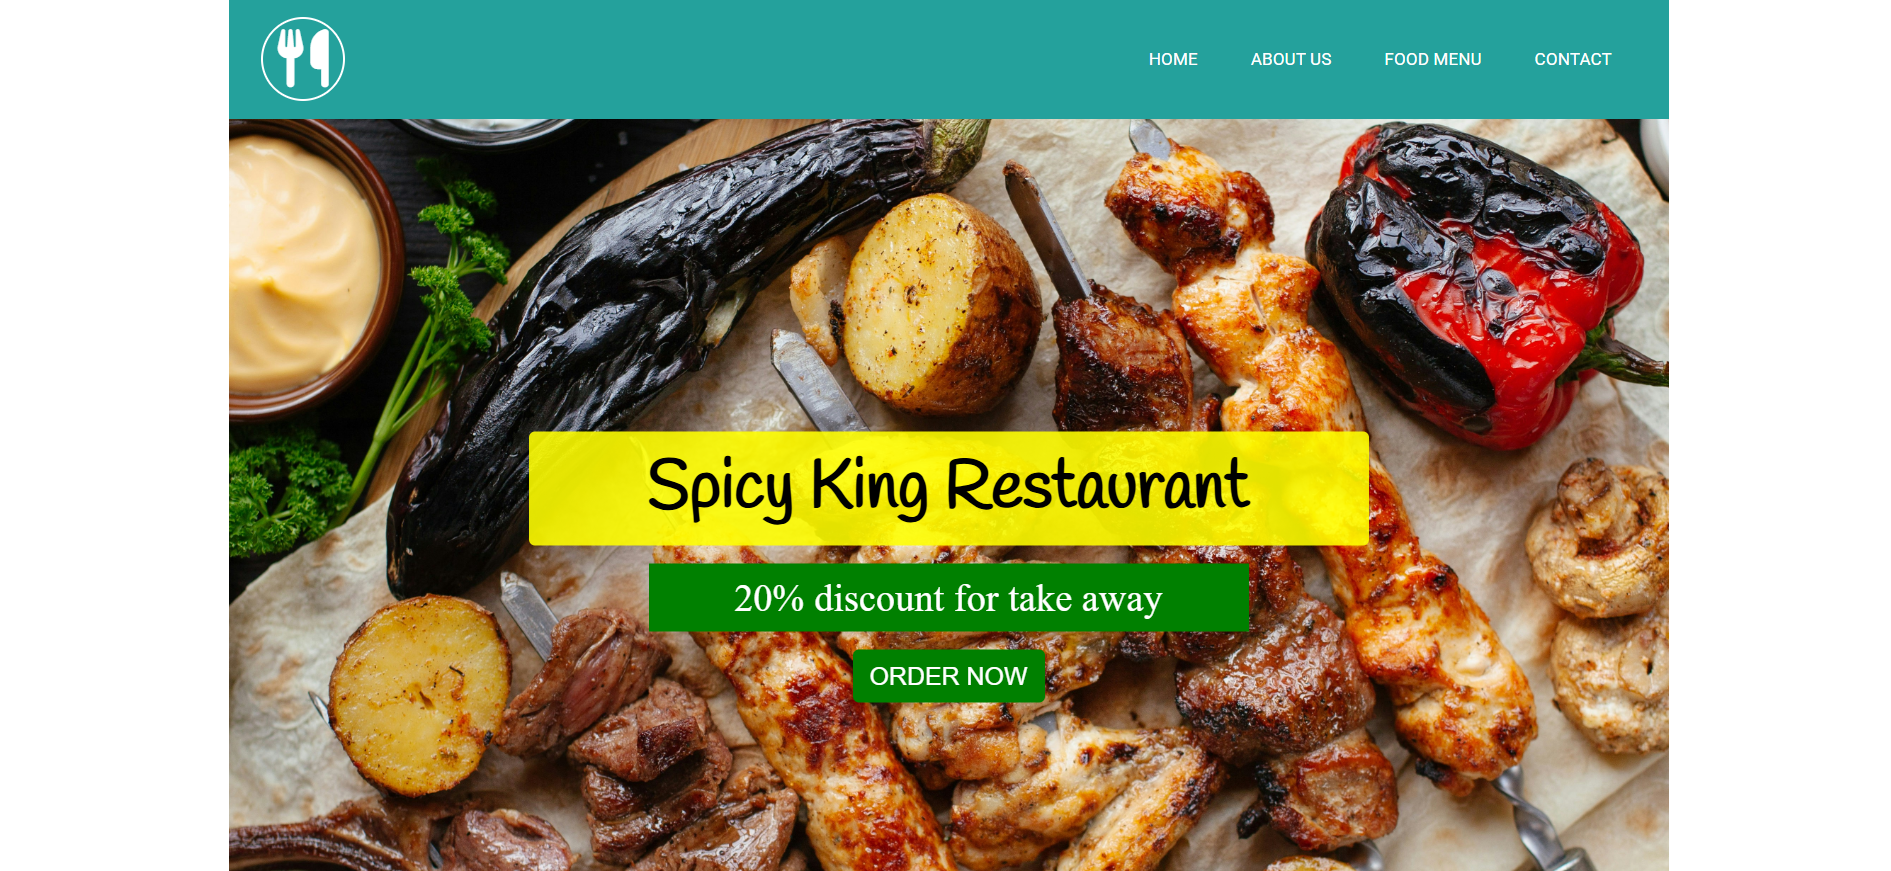 HOME ABOUT US FOOD MENU CONTACT
Spicy King Restaurant
20% discount for take away
ORDER NOW